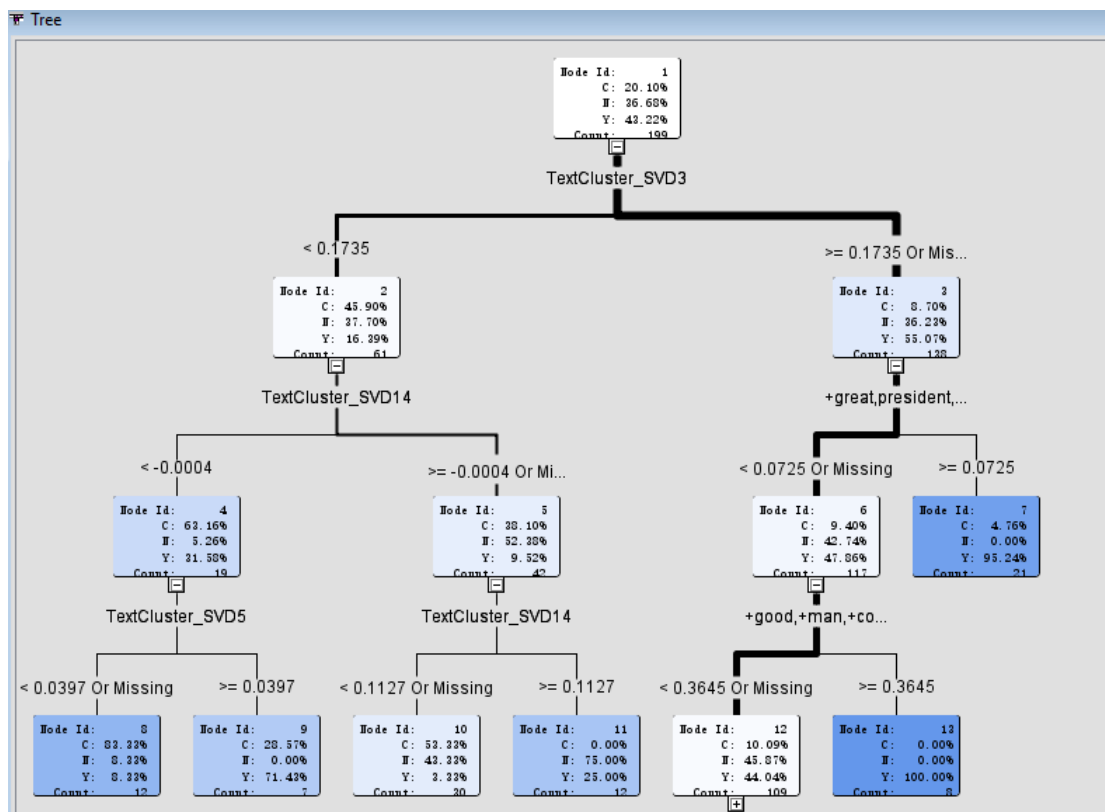 Tree
Node Id: 1
C: 20.10%
N: 36.68%
Y: 43.22%
Count: 199
TextCluster_SVD3
< 0.1735
>= 0.1735 Or Mis...
Node Id: 2
C: 45.90%
N: 37.70%
Y: 16.39%
Count: 61
Node Id: 3
C: 8.70%
N: 36.23%
Y: 55.07%
Count: 138
TextCluster_SVD14
+great,president,...
< -0.0004
>= -0.0004 Or Mi...
< 0.0725 Or Missing
>= 0.0725
Node Id: 4
C: 63.16%
N: 5.26%
Y: 31.58%
Count: 19
Node Id: 5
C: 38.10%
N: 52.38%
Y: 9.52%
Count: 42
Node Id: 6
C: 9.40%
N: 42.74%
Y: 47.86%
Count: 117
Node Id: 7
C: 4.76%
N: 0.00%
Y: 95.24%
Count: 21
TextCluster_SVD5
TextCluster_SVD14
+good,+man,+co...
< 0.0397 Or Missing
>= 0.0397
< 0.1127 Or Missing
>= 0.1127
< 0.3645 Or Missing
>= 0.3645
Node Id: 8
C: 83.33%
N: 8.33%
Y: 8.33%
Count: 12
Node Id: 9
C: 28.57%
N: 0.00%
Y: 71.43%
Count: 7
Node Id: 10
C: 53.33%
N: 43.33%
Y: 3.33%
Count: 30
Node Id: 11
C: 0.00%
N: 75.00%
Y: 25.00%
Count: 12
Node Id: 12
C: 10.09%
N: 45.87%
Y: 44.04%
Count: 109
Node Id: 13
C: 0.00%
N: 0.00%
Y: 100.00%
Count: 8